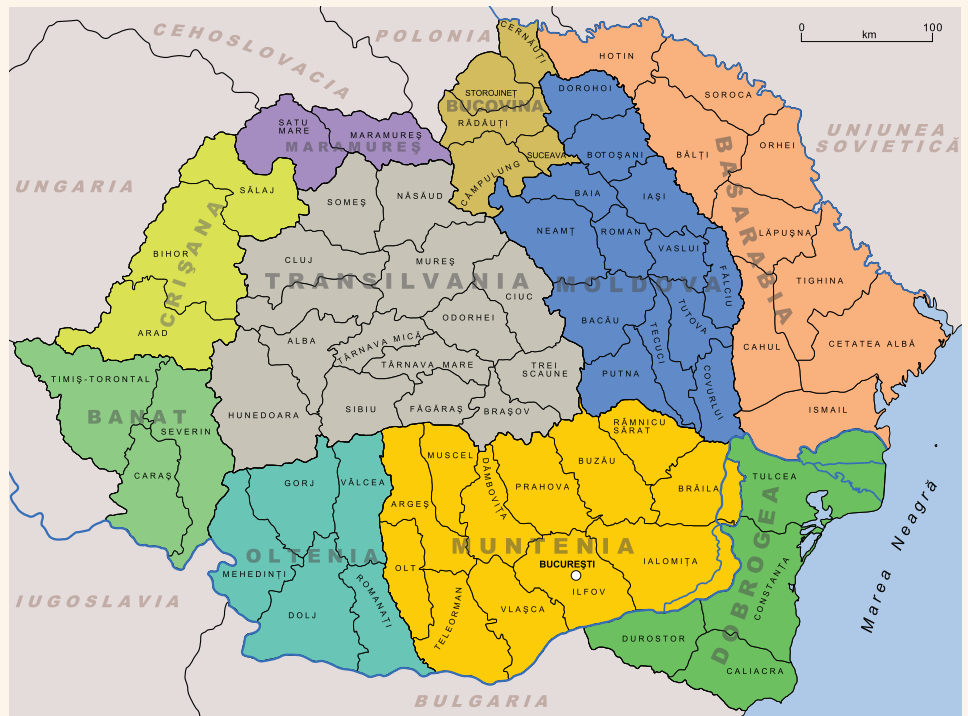 CEHOSLOVACIA
POLONIA
CERNĂUȚI
HOTIN
0 100
km
STOROJINEȚ
BUCOVINA
RĂDĂUȚI
DOROHOI
SOROCA
SATU
MARE
MARAMUREȘ
MARAMUREȘ
UNIUNEA
SOVIETICĂ
CÂMPULUNG
SUCEAVA
BOTOȘANI
BĂLȚI
ORHEI
BASARABIA
UNGARIA
SĂLAJ
SOMEȘ
NĂSĂUD
BAIA
IAȘI
CRIȘANA
BIHOR
CLUJ
MUREȘ
NEAMȚ
ROMAN
VASLUI
LĂPUȘNA
TRANSILVANIA
MOLDOVA
FĂLCIU
TIGHINA
CIUC
ODORHEI
BACĂU
TUTOVA
TECUCI
ARAD
ALBA
TÂRNAVA MICĂ
TÂRNAVA MARE
TREI
SCAUNE
PUTNA
COVURLUI
CAHUL
CETATEA ALBĂ
TIMIȘ-TORONTAL
BANAT
SEVERIN
HUNEDOARA
SIBIU
FĂGĂRAȘ
BRAȘOV
ISMAIL
RÂMNICU
SĂRAT
CARAȘ
GORJ
VÂLCEA
MUSCEL
DÂMBOVIȚA
PRAHOVA
BUZĂU
BRĂILA
TULCEA
ARGEȘ
OLTENIA
MUNTENIA
DOBROGEA
Marea Neagră
MEHEDINȚI
ROMANAȚI
OLT
BUCUREȘTI
IALOMIȚA
CONSTANȚA
IUGOSLAVIA
DOLJ
TELEORMAN
VLAȘCA
ILFOV
DUROSTOR
CALIACRA
BULGARIA